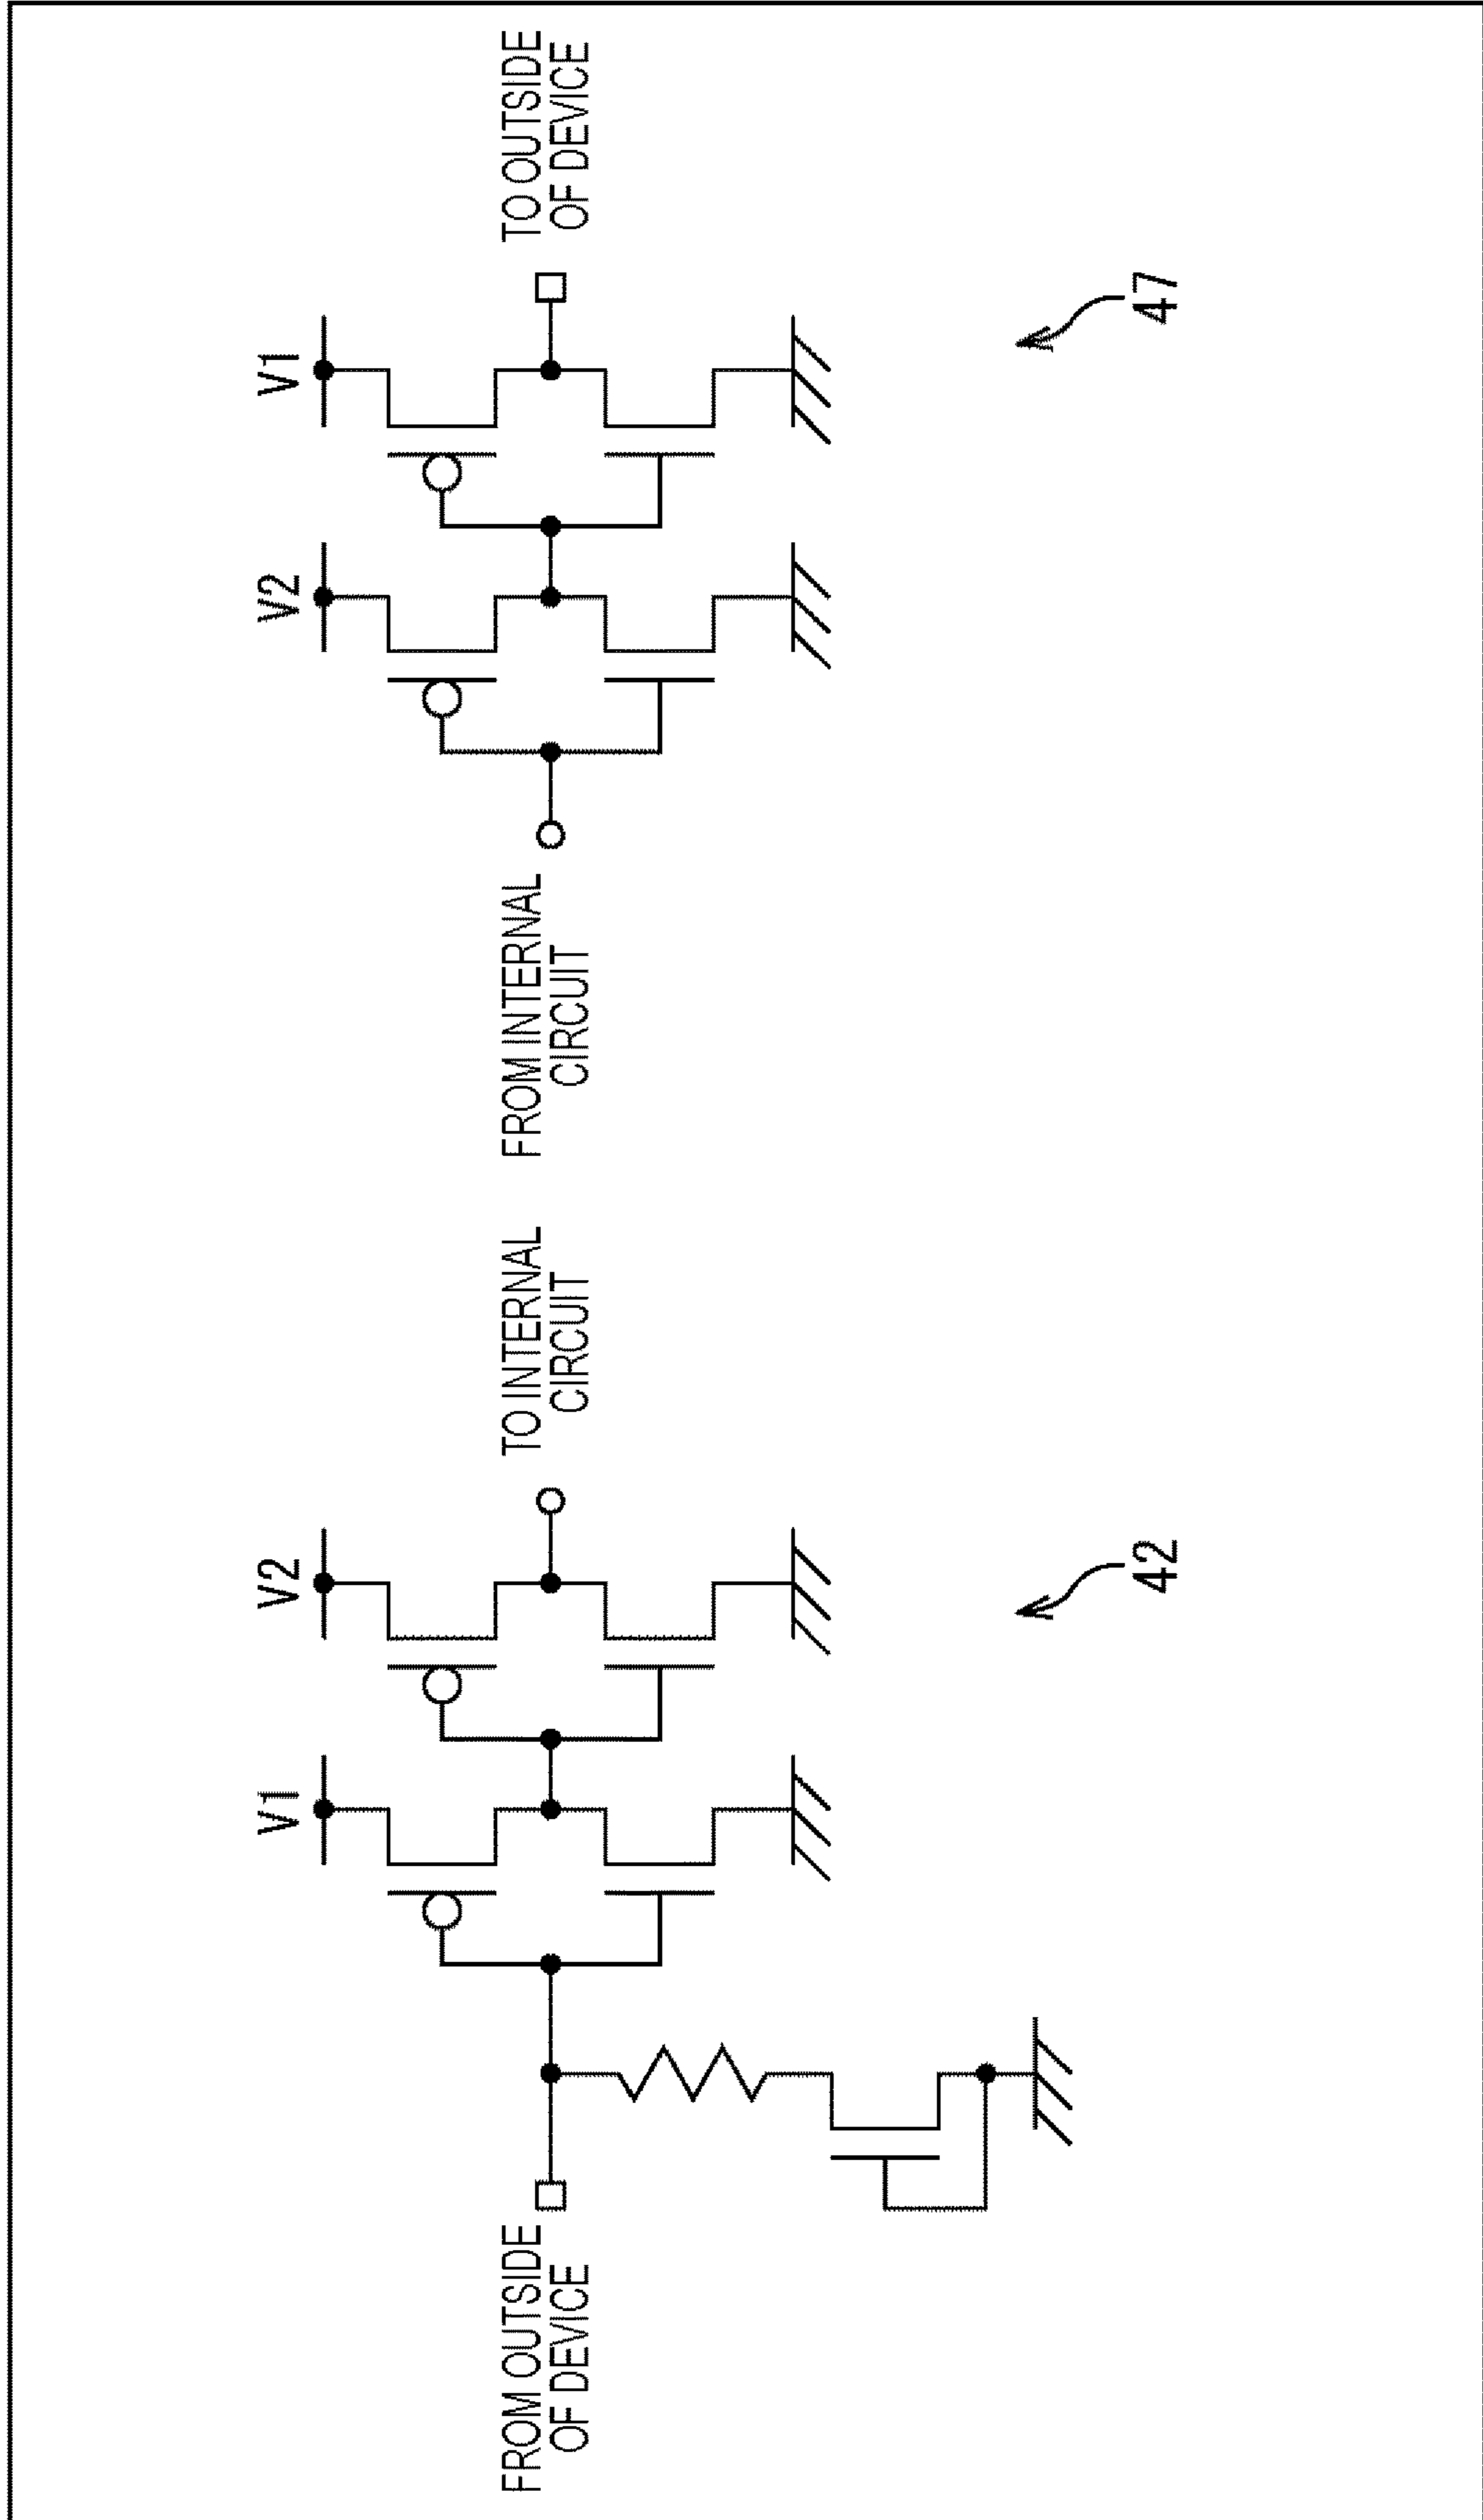 FROM OUTSIDE
OF DEVICE
V1
V2
TO INTERNAL
CIRCUIT
42
FROM INTERNAL
CIRCUIT
V2
V1
TO OUTSIDE
OF DEVICE
47